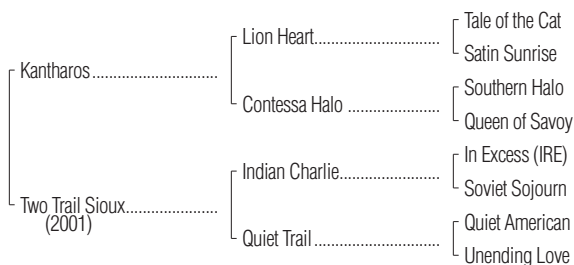 Tale of the Cat
Lion Heart..................................
Satin Sunrise
Kantharos..................................
Southern Halo
Contessa Halo .........................
Queen of Savoy
In Excess (IRE)
Indian Charlie...........................
Soviet Sojourn
Two Trail Sioux.........................
(2001)
Quiet American
Quiet Trail .................................
Unending Love